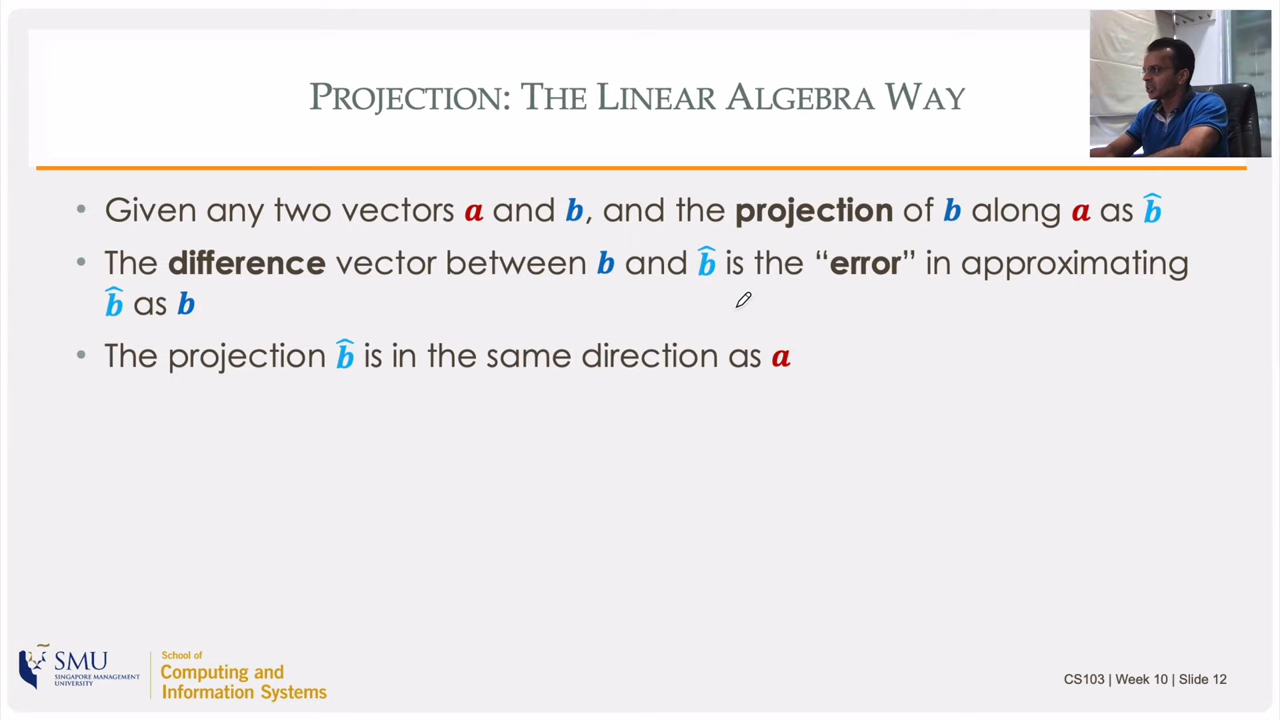 PROJECTION: THE LINEAR ALGEBRA WAY
• Given any two vectors a and b, and the projection of b along a as b̂
• The difference vector between b and b̂ is the “error” in approximating
b̂ as b
• The projection b̂ is in the same direction as a
SMU
SINGAPORE MANAGEMENT
UNIVERSITY
School of
Computing and
Information Systems
CS103 | Week 10 | Slide 12